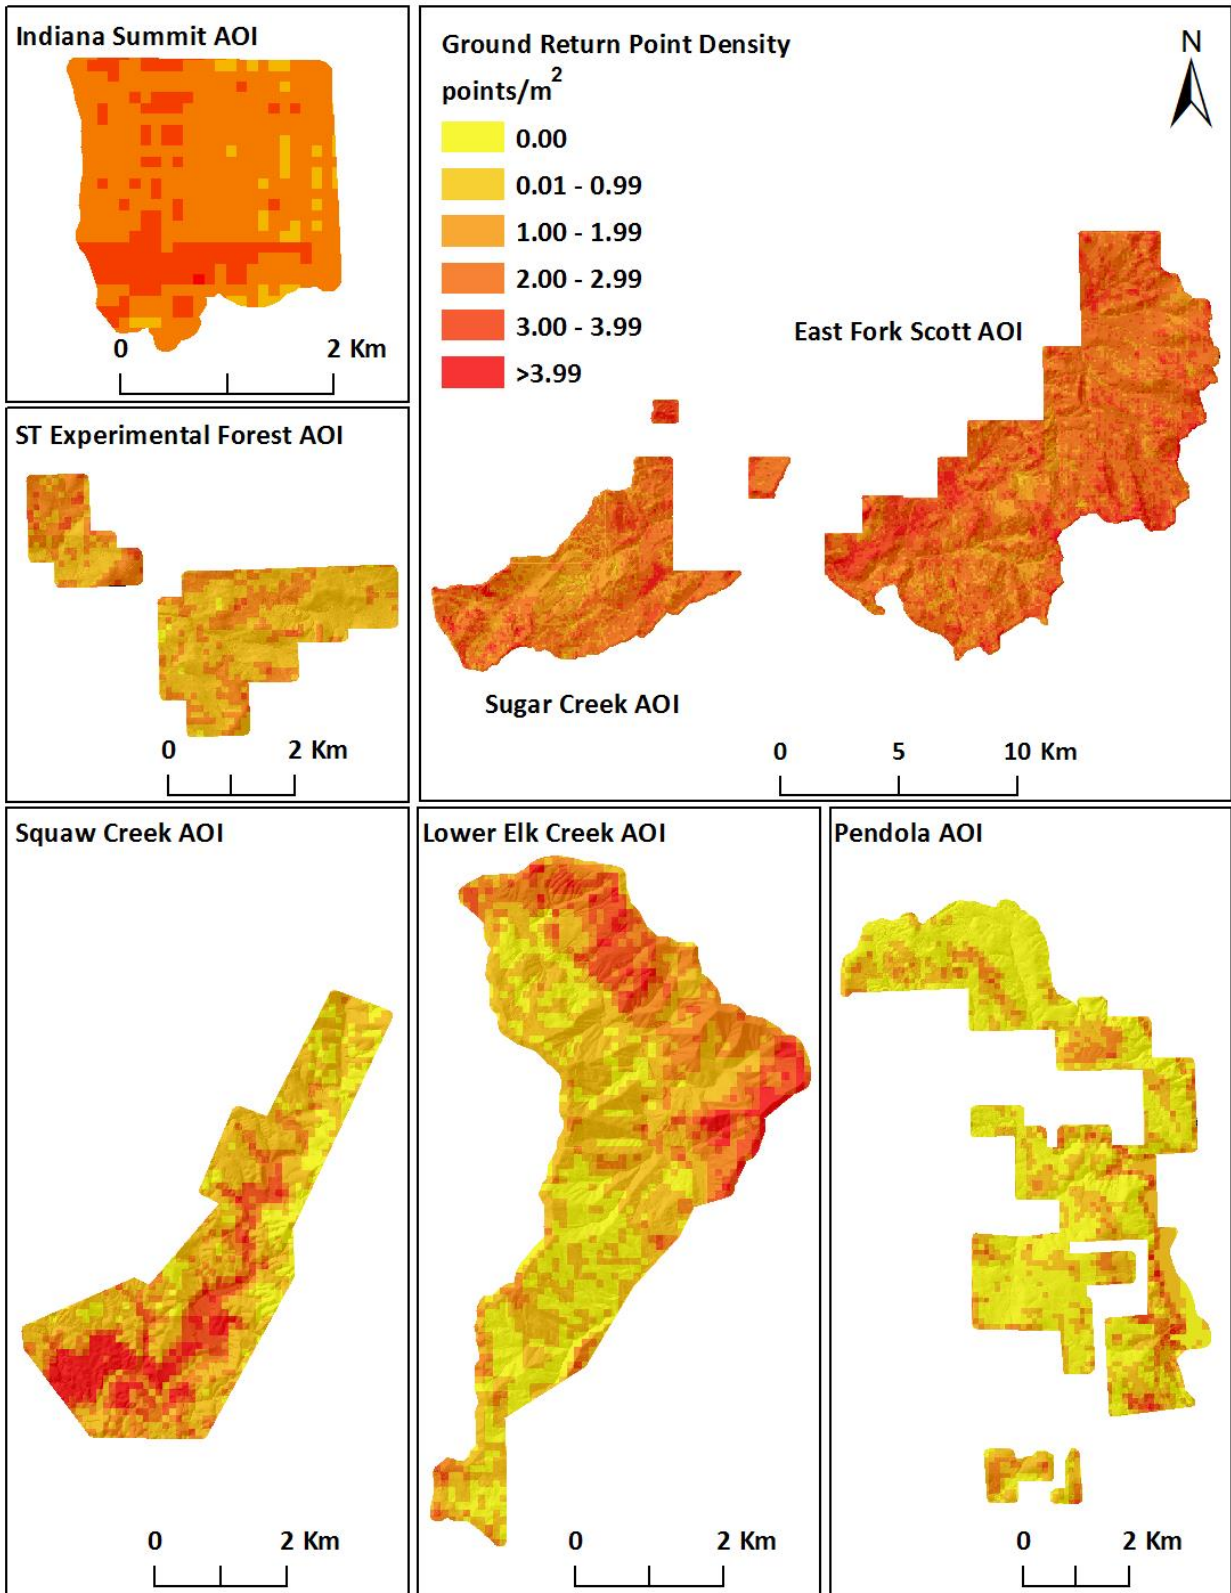 Indiana Summit AOI
0 2 Km
Ground Return Point Density
points/m²
0.00
0.01 - 0.99
1.00 - 1.99
2.00 - 2.99
3.00 - 3.99
>3.99
N
East Fork Scott AOI
Sugar Creek AOI
0 5 10 Km
ST Experimental Forest AOI
0 2 Km
Squaw Creek AOI
0 2 Km
Lower Elk Creek AOI
0 2 Km
Pendola AOI
0 2 Km